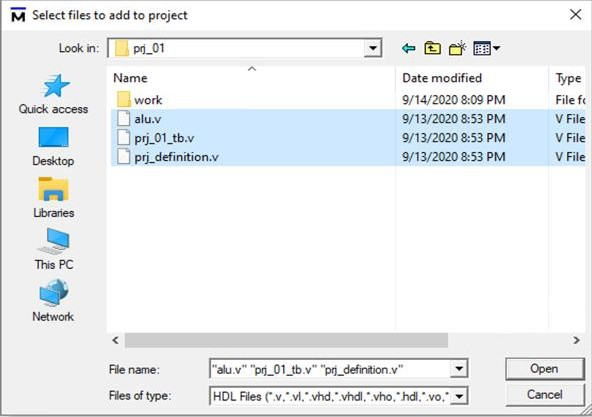 M Select files to add to project
Look in: prj_01
Name Date modified Type
work 9/14/2020 8:09 PM File fo
alu.v 9/13/2020 8:53 PM V File
prj_01_tb.v 9/13/2020 8:53 PM V File
prj_definition.v 9/13/2020 8:53 PM V File
Quick access
Desktop
Libraries
This PC
Network
File name: "alu.v" "prj_01_tb.v" "prj_definition.v" Open
Files of type: HDL Files (*.v,*.vl,*.vhd,*.vhdl,*.vho,*.hdl,*.vo,* Cancel